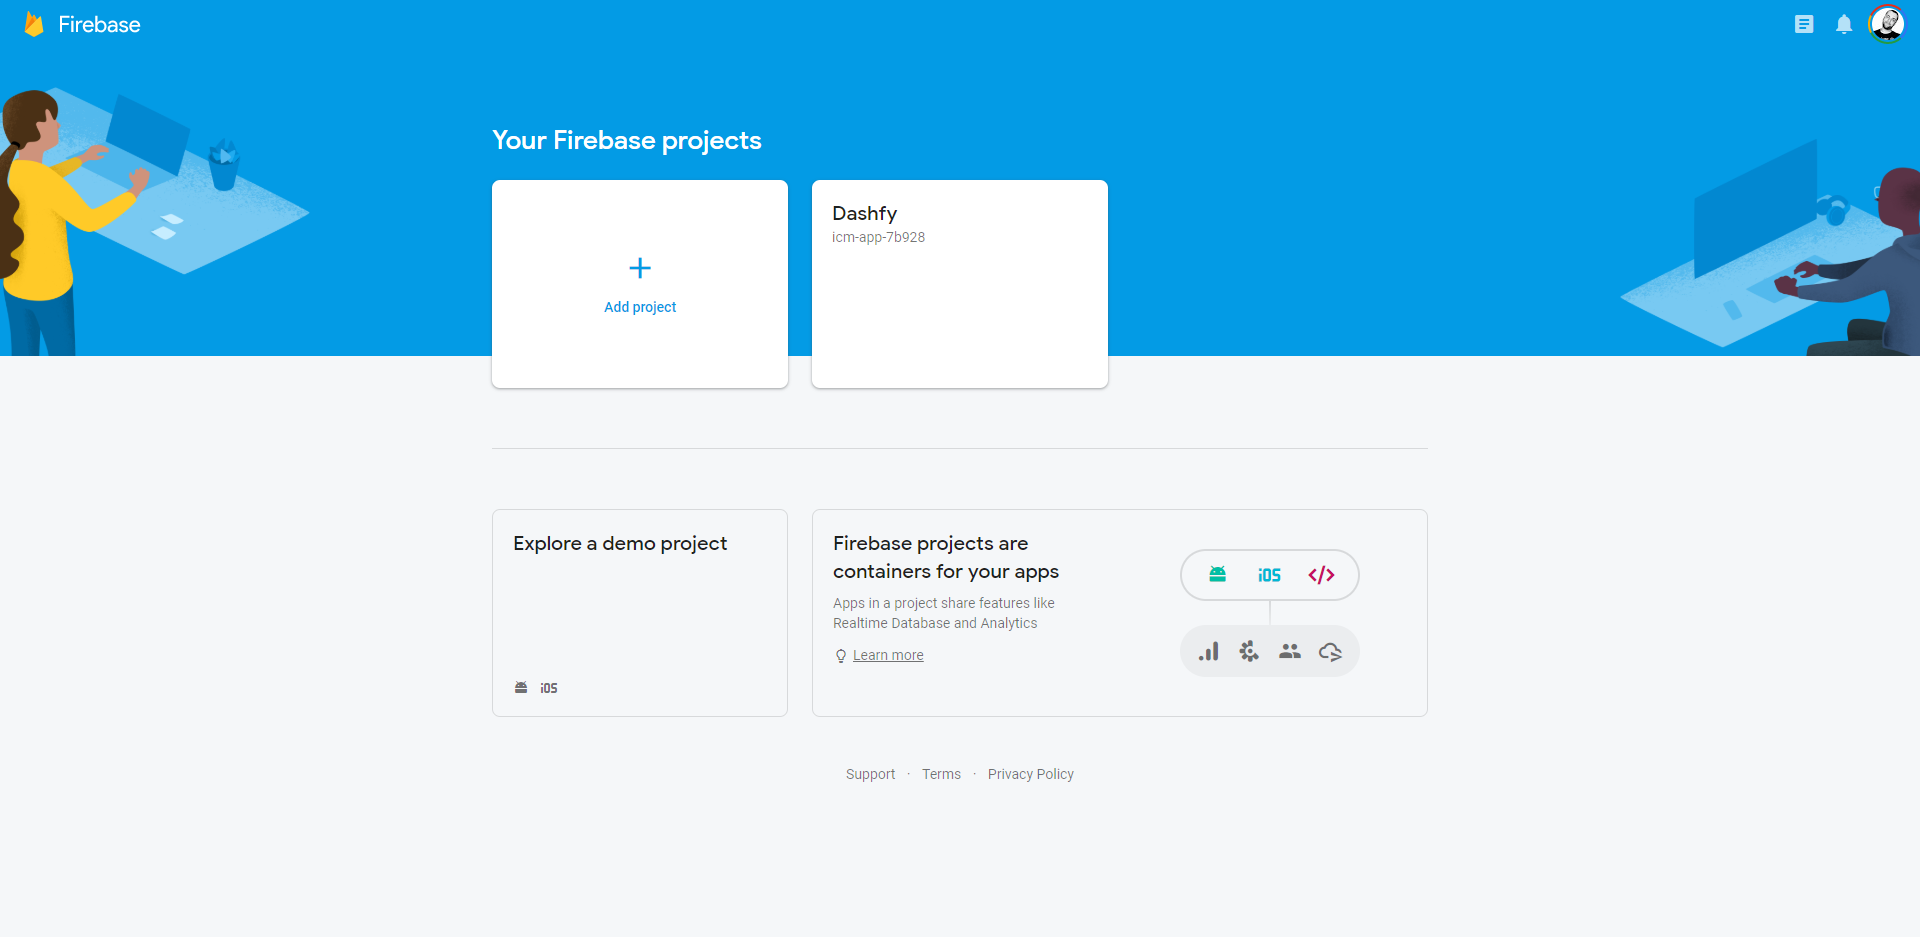 Firebase
Your Firebase projects
Add project
Dashfy
icm-app-7b928
Explore a demo project
iOS
Firebase projects are
containers for your apps
Apps in a project share features like
Realtime Database and Analytics
Learn more
iOS </>
Support · Terms · Privacy Policy